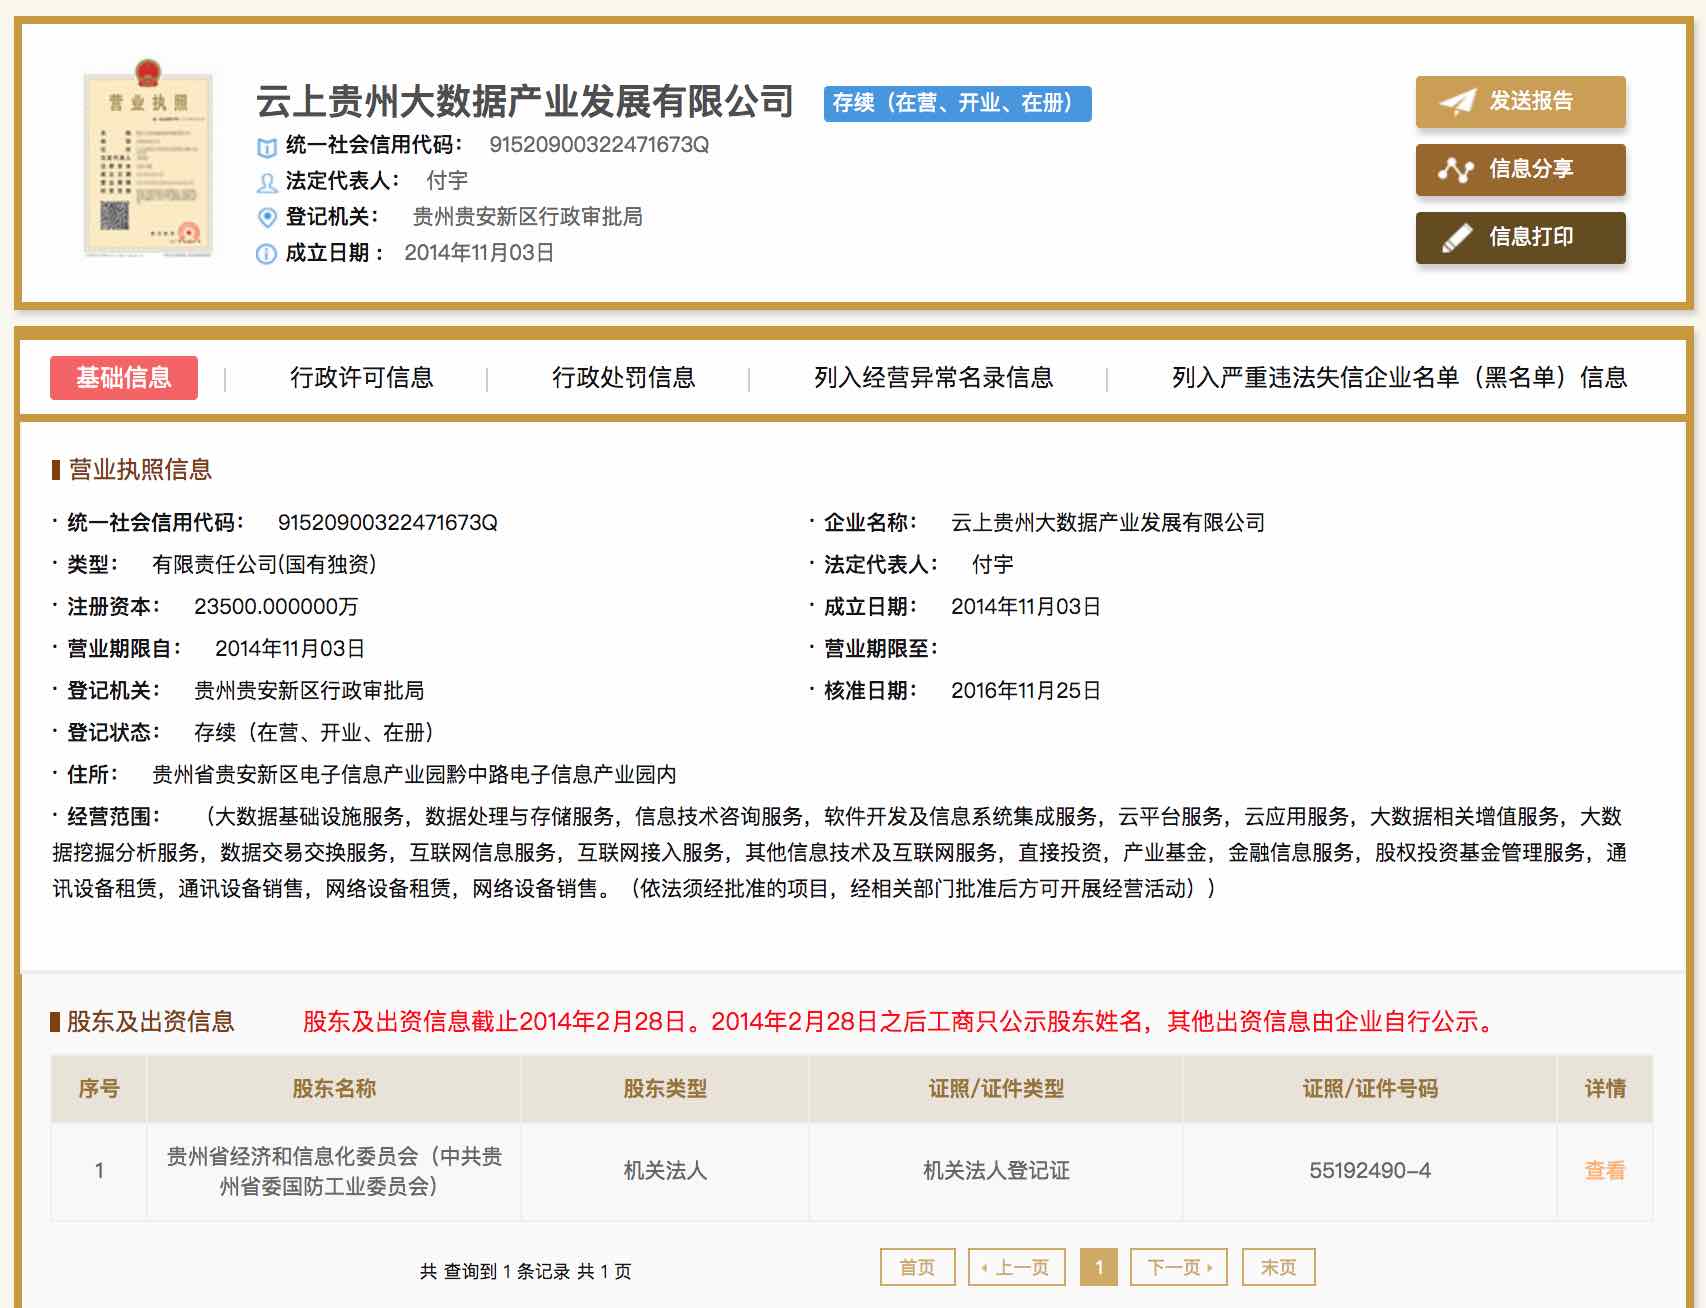 营业执照
云上贵州大数据产业发展有限公司 存续（在营、开业、在册）
统一社会信用代码： 91520900322471673Q
法定代表人： 付宇
登记机关： 贵州贵安新区行政审批局
成立日期： 2014年11月03日
发送报告
信息分享
信息打印
基础信息 | 行政许可信息 | 行政处罚信息 | 列入经营异常名录信息 | 列入严重违法失信企业名单（黑名单）信息
营业执照信息
· 统一社会信用代码： 91520900322471673Q · 企业名称： 云上贵州大数据产业发展有限公司
· 类型： 有限责任公司(国有独资) · 法定代表人： 付宇
· 注册资本： 23500.000000万 · 成立日期： 2014年11月03日
· 营业期限自： 2014年11月03日 · 营业期限至：
· 登记机关： 贵州贵安新区行政审批局 · 核准日期： 2016年11月25日
· 登记状态： 存续（在营、开业、在册）
· 住所： 贵州省贵安新区电子信息产业园黔中路电子信息产业园内
· 经营范围： （大数据基础设施服务，数据处理与存储服务，信息技术咨询服务，软件开发及信息系统集成服务，云平台服务，云应用服务，大数据相关增值服务，大数
据挖掘分析服务，数据交易交换服务，互联网信息服务，互联网接入服务，其他信息技术及互联网服务，直接投资，产业基金，金融信息服务，股权投资基金管理服务，通
讯设备租赁，通讯设备销售，网络设备租赁，网络设备销售。（依法须经批准的项目，经相关部门批准后方可开展经营活动））
股东及出资信息 股东及出资信息截止2014年2月28日。2014年2月28日之后工商只公示股东姓名，其他出资信息由企业自行公示。
序号 股东名称 股东类型 证照/证件类型 证照/证件号码 详情
1 贵州省经济和信息化委员会（中共贵 机关法人 机关法人登记证 55192490-4 查看
州省委国防工业委员会）
共 查询到 1 条记录 共 1 页 首页 上一页 1 下一页 末页